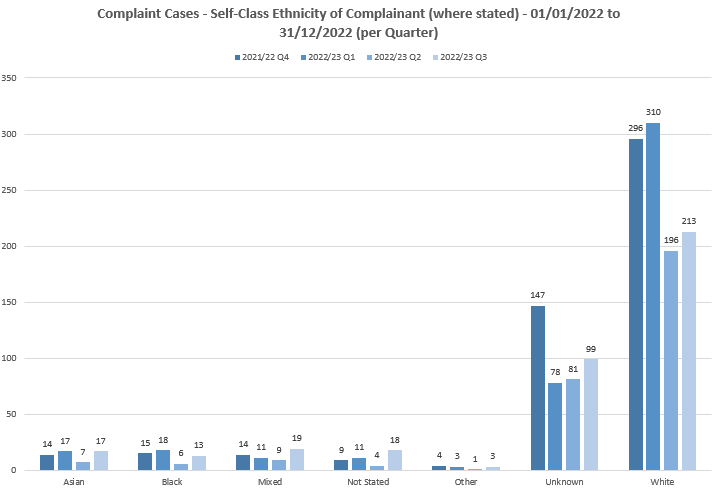 Complaint Cases - Self-Class Ethnicity of Complainant (where stated) - 01/01/2022 to
31/12/2022 (per Quarter)
2021/22 Q4 2022/23 Q1 2022/23 Q2 2022/23 Q3
350
300
250
200
150
100
50
0
14 17 7 17
15 18 6 13
14 11 9 19
9 11 4 18
4 3 1 3
147 78 81 99
296 310 196 213
Asian Black Mixed Not Stated Other Unknown White